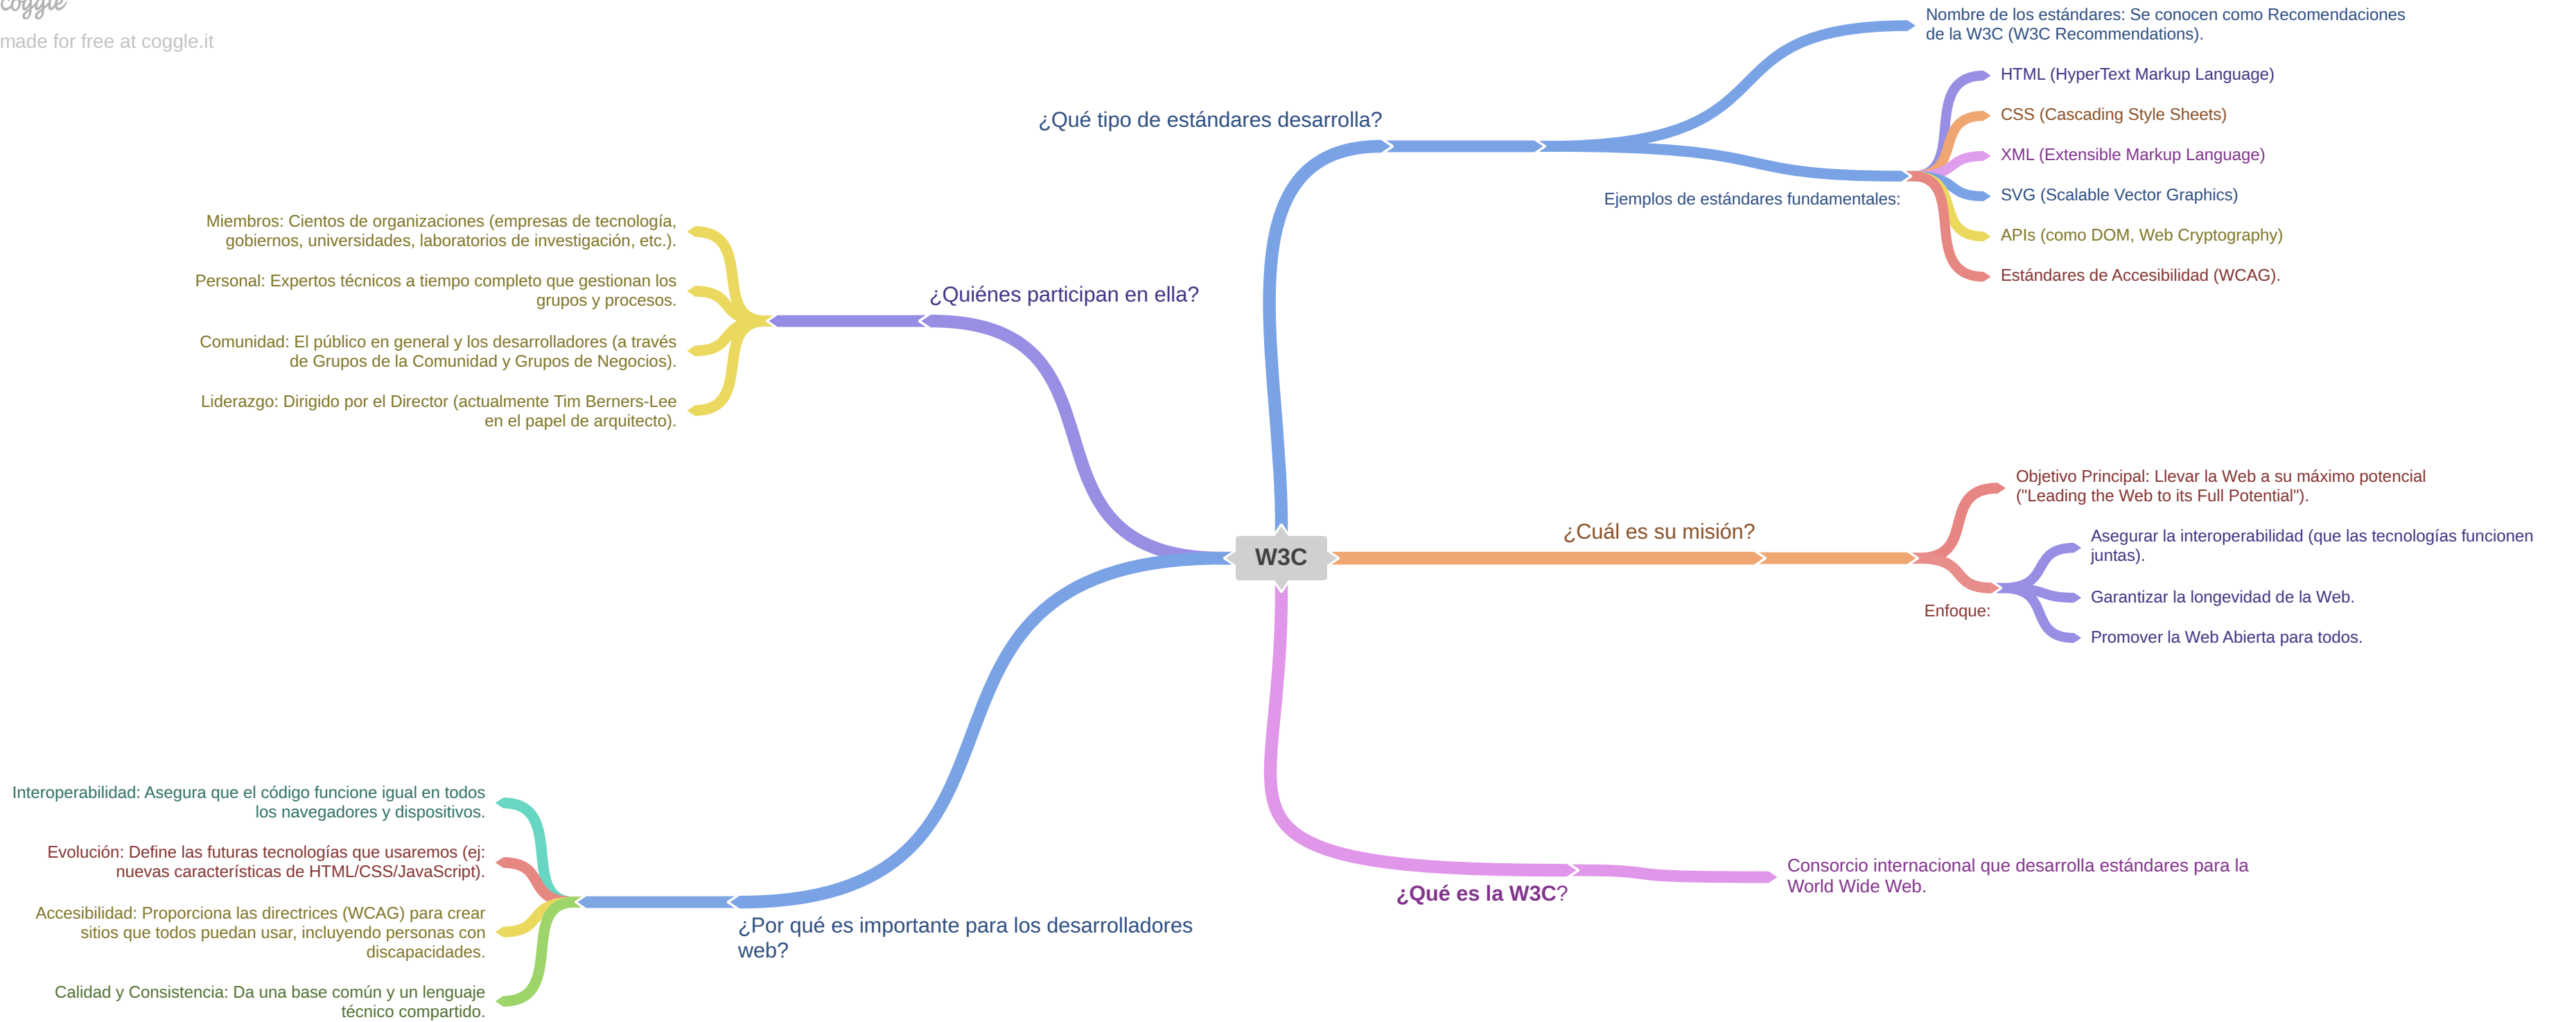 coggle
made for free at coggle.it
¿Qué tipo de estándares desarrolla?
Nombre de los estándares: Se conocen como Recomendaciones
de la W3C (W3C Recommendations).
Ejemplos de estándares fundamentales:
HTML (HyperText Markup Language)
CSS (Cascading Style Sheets)
XML (Extensible Markup Language)
SVG (Scalable Vector Graphics)
APIs (como DOM, Web Cryptography)
Estándares de Accesibilidad (WCAG).
¿Quiénes participan en ella?
Miembros: Cientos de organizaciones (empresas de tecnología,
gobiernos, universidades, laboratorios de investigación, etc.).
Personal: Expertos técnicos a tiempo completo que gestionan los
grupos y procesos.
Comunidad: El público en general y los desarrolladores (a través
de Grupos de la Comunidad y Grupos de Negocios).
Liderazgo: Dirigido por el Director (actualmente Tim Berners-Lee
en el papel de arquitecto).
W3C
¿Cuál es su misión?
Objetivo Principal: Llevar la Web a su máximo potencial
("Leading the Web to its Full Potential").
Enfoque:
Asegurar la interoperabilidad (que las tecnologías funcionen
juntas).
Garantizar la longevidad de la Web.
Promover la Web Abierta para todos.
¿Qué es la W3C?
Consorcio internacional que desarrolla estándares para la
World Wide Web.
¿Por qué es importante para los desarrolladores
web?
Interoperabilidad: Asegura que el código funcione igual en todos
los navegadores y dispositivos.
Evolución: Define las futuras tecnologías que usaremos (ej:
nuevas características de HTML/CSS/JavaScript).
Accesibilidad: Proporciona las directrices (WCAG) para crear
sitios que todos puedan usar, incluyendo personas con
discapacidades.
Calidad y Consistencia: Da una base común y un lenguaje
técnico compartido.